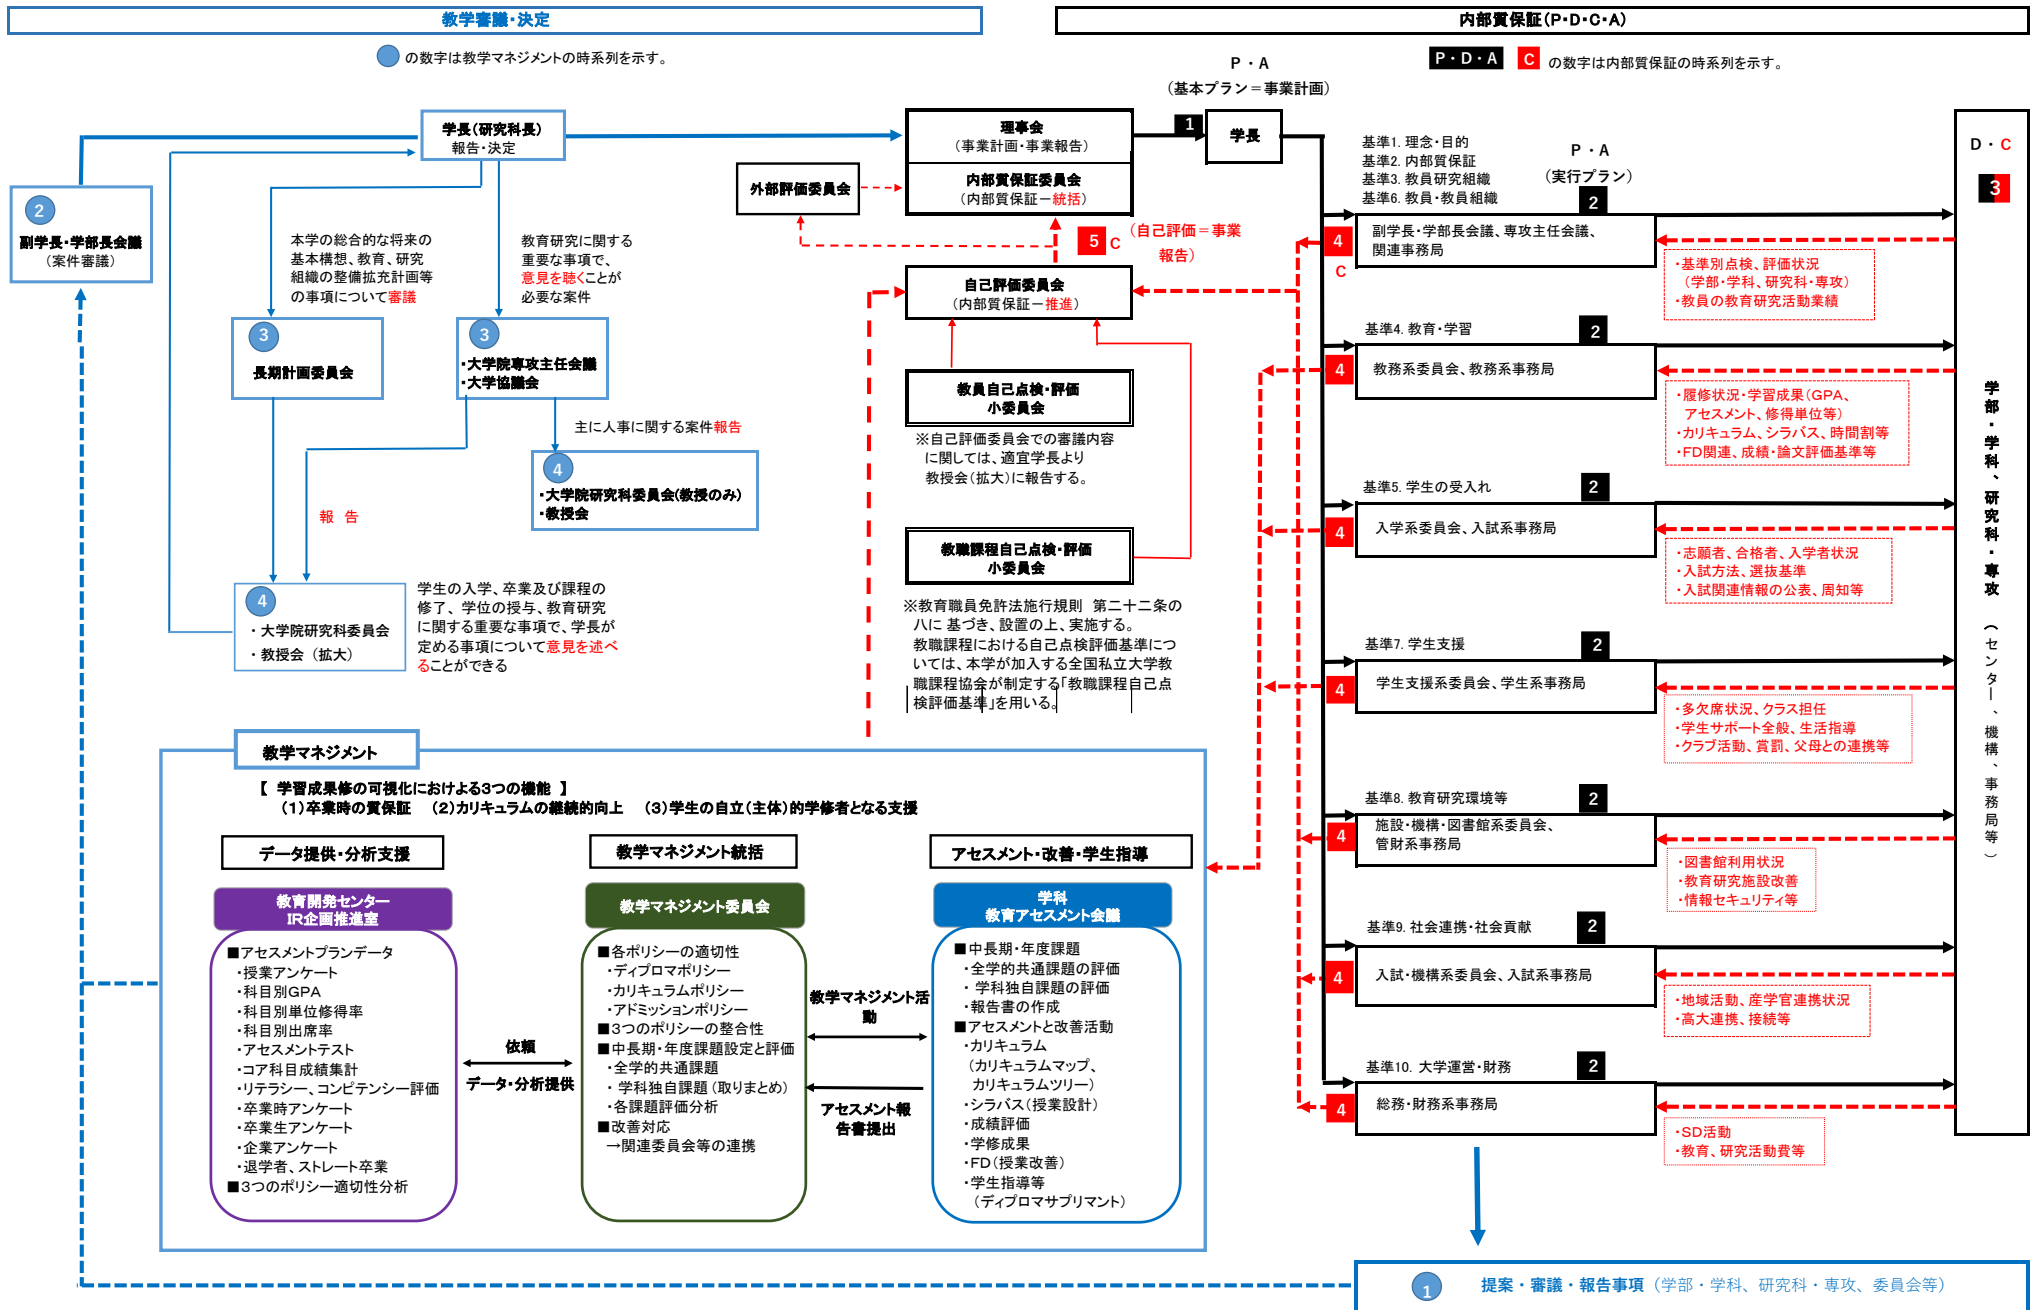 教学審議・決定
内部質保証(P・D・C・A)
の数字は教学マネジメントの時系列を示す。
P・D・A C の数字は内部質保証の時系列を示す。
P ・ A
(基本プラン＝事業計画)
学長(研究科長)
報告・決定
理事会
(事業計画・事業報告)
内部質保証委員会
(内部質保証－統括)
外部評価委員会
1
学長
2
副学長・学部長会議
(案件審議)
本学の総合的な将来の
基本構想、教育、研究
組織の整備拡充計画等
の事項について審議
教育研究に関する
重要な事項で、
意見を聴くことが
必要な案件
5 C
(自己評価＝事業
報告)
自己評価委員会
(内部質保証－推進)
3
長期計画委員会
3
・大学院専攻主任会議
・大学協議会
主に人事に関する案件報告
4
・大学院研究科委員会(教授のみ)
・教授会
報 告
4
・大学院研究科委員会
・教授会 (拡大)
学生の入学、卒業及び課程の
修了、学位の授与、教育研究
に関する重要な事項で、学長が
定める事項について意見を述べ
ることができる
教員自己点検・評価
小委員会
※自己評価委員会での審議内容
に関しては、適宜学長より
教授会(拡大)に報告する。
教職課程自己点検・評価
小委員会
※教育職員免許法施行規則 第二十二条の
八に 基づき、設置の上、実施する。
教職課程における自己点検評価基準につ
いては、本学が加入する全国私立大学教
職課程協会が制定する「教職課程自己点
検評価基準」を用いる。
基準1. 理念・目的
基準2. 内部質保証
基準3. 教員研究組織
基準6. 教員・教員組織
P ・ A
(実行プラン)
2
副学長・学部長会議、専攻主任会議、
関連事務局
4
C
・基準別点検、評価状況
(学部・学科、研究科・専攻)
・教員の教育研究活動業績
基準4. 教育・学習
2
教務系委員会、教務系事務局
4
・履修状況・学習成果(GPA、
アセスメント、修得単位等)
・カリキュラム、シラバス、時間割等
・FD関連、成績・論文評価基準等
基準5. 学生の受入れ
2
入学系委員会、入試系事務局
4
・志願者、合格者、入学者状況
・入試方法、選抜基準
・入試関連情報の公表、周知等
基準7. 学生支援
2
学生支援系委員会、学生系事務局
4
・多欠席状況、クラス担任
・学生サポート全般、生活指導
・クラブ活動、賞罰、父母との連携等
基準8. 教育研究環境等
2
施設・機構・図書館系委員会、
管財系事務局
4
・図書館利用状況
・教育研究施設改善
・情報セキュリティ等
基準9. 社会連携・社会貢献
2
入試・機構系委員会、入試系事務局
4
・地域活動、産学官連携状況
・高大連携、接続等
基準10. 大学運営・財務
2
総務・財務系事務局
4
・SD活動
・教育、研究活動費等
D ・ C
3
学部・学科、研究科・専攻 (センター、機構、事務局等)
教学マネジメント
【 学習成果修の可視化における3つの機能 】
(1)卒業時の質保証 (2)カリキュラムの継続的向上 (3)学生の自立(主体)的学修者となる支援
データ提供・分析支援
教育開発センター
IR企画推進室
■アセスメントプランデータ
・授業アンケート
・科目別GPA
・科目別単位修得率
・科目別出席率
・アセスメントテスト
・コア科目成績集計
・リテラシー、コンピテンシー評価
・卒業時アンケート
・卒業生アンケート
・企業アンケート
・退学者、ストレート卒業
■3つのポリシー適切性分析
依頼
データ・分析提供
教学マネジメント統括
教学マネジメント委員会
■各ポリシーの適切性
・ディプロマポリシー
・カリキュラムポリシー
・アドミッションポリシー
■3つのポリシーの整合性
■中長期・年度課題設定と評価
・全学的共通課題
・ 学科独自課題(取りまとめ)
・各課題評価分析
■改善対応
→関連委員会等の連携
教学マネジメント活
動
アセスメント報
告書提出
アセスメント・改善・学生指導
学科
教育アセスメント会議
■中長期・年度課題
・全学的共通課題の評価
・ 学科独自課題の評価
・報告書の作成
■アセスメントと改善活動
・カリキュラム
(カリキュラムマップ、
カリキュラムツリー)
・シラバス(授業設計)
・成績評価
・学修成果
・FD(授業改善)
・学生指導等
(ディプロマサプリマント)
1 提案・審議・報告事項 (学部・学科、研究科・専攻、委員会等)